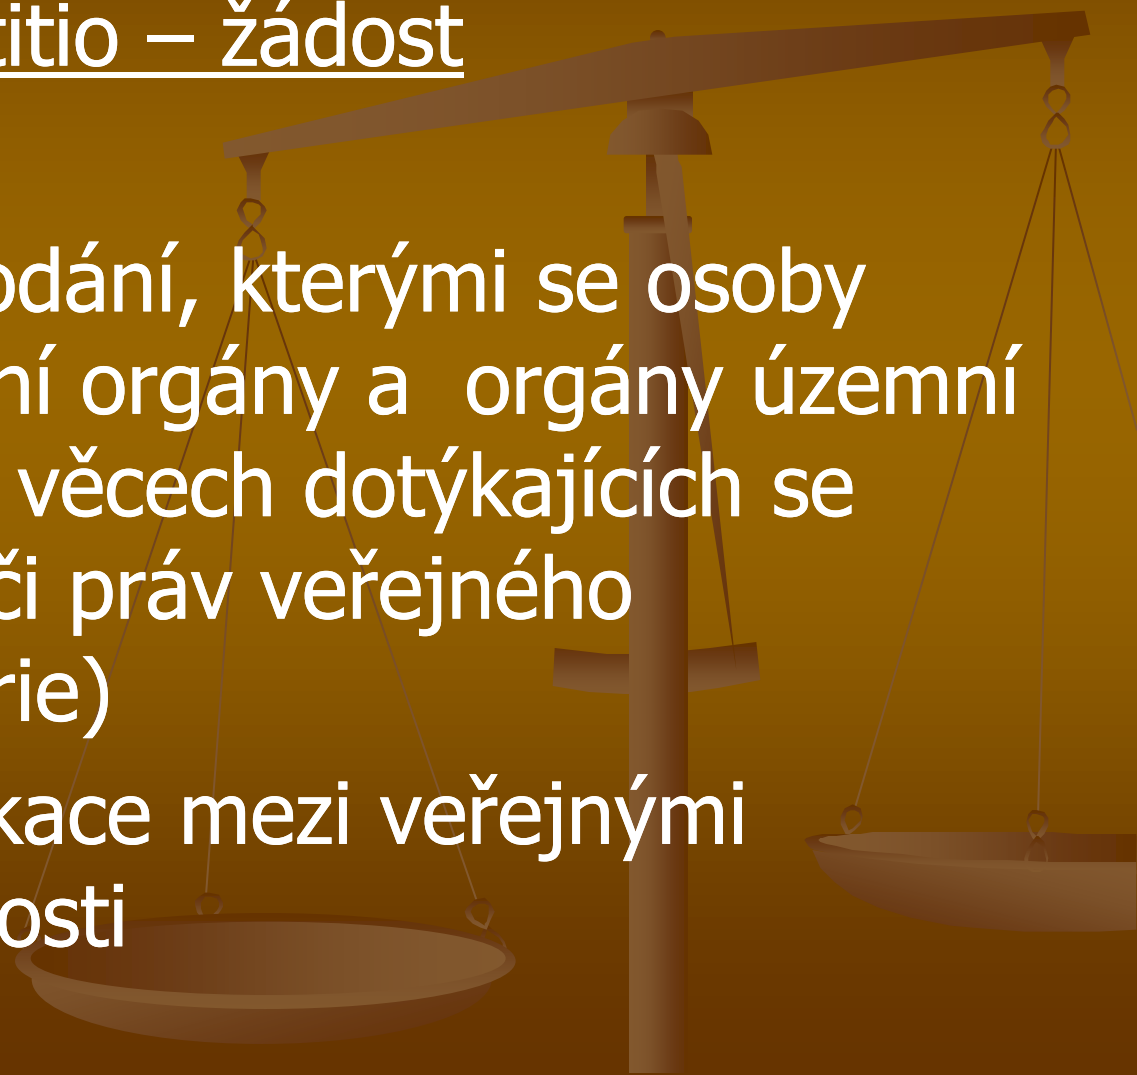 titio – žádost
odání, kterými se osoby
ní orgány a orgány územní
věcech dotýkajících se
či práv veřejného
rie)
kace mezi veřejnými
osti